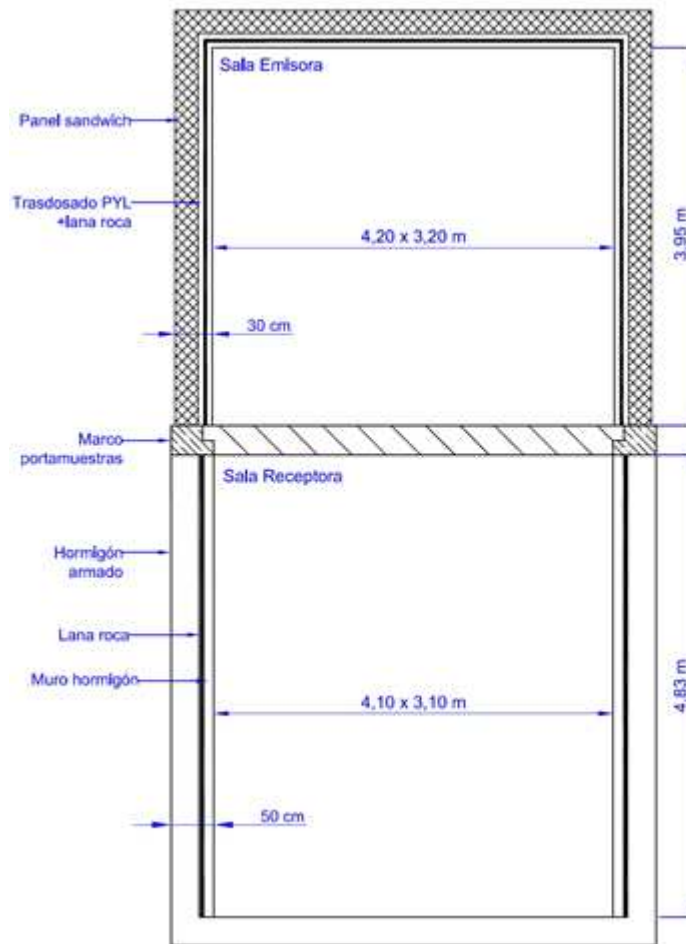 Sala Emisora
Panel sandwich
Trasdosado PYL
+lana roca
4,20 x 3,20 m
3.95 m
30 cm
Marco
portamuestras
Sala Receptora
Hormigón
armado
Lana roca
Muro hormigón
4,10 x 3,10 m
4.83 m
50 cm